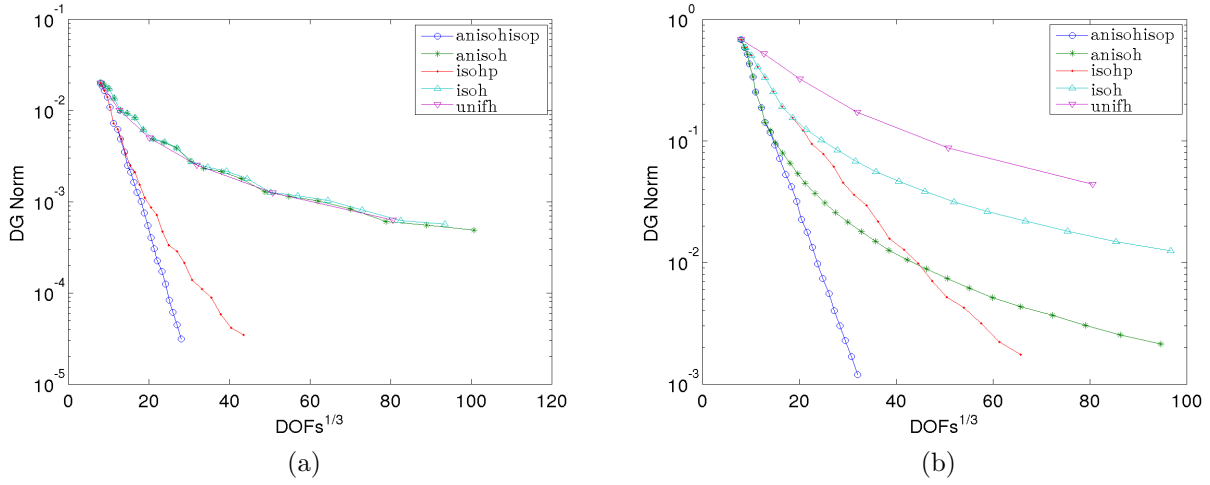 10^-1
10^-2
10^-3
10^-4
10^-5
DG Norm
0 20 40 60 80 100 120
DOFs^1/3
anisohisop
anisoh
isohp
isoh
unifh
(a)
10^0
10^-1
10^-2
10^-3
DG Norm
0 20 40 60 80 100
DOFs^1/3
anisohisop
anisoh
isohp
isoh
unifh
(b)